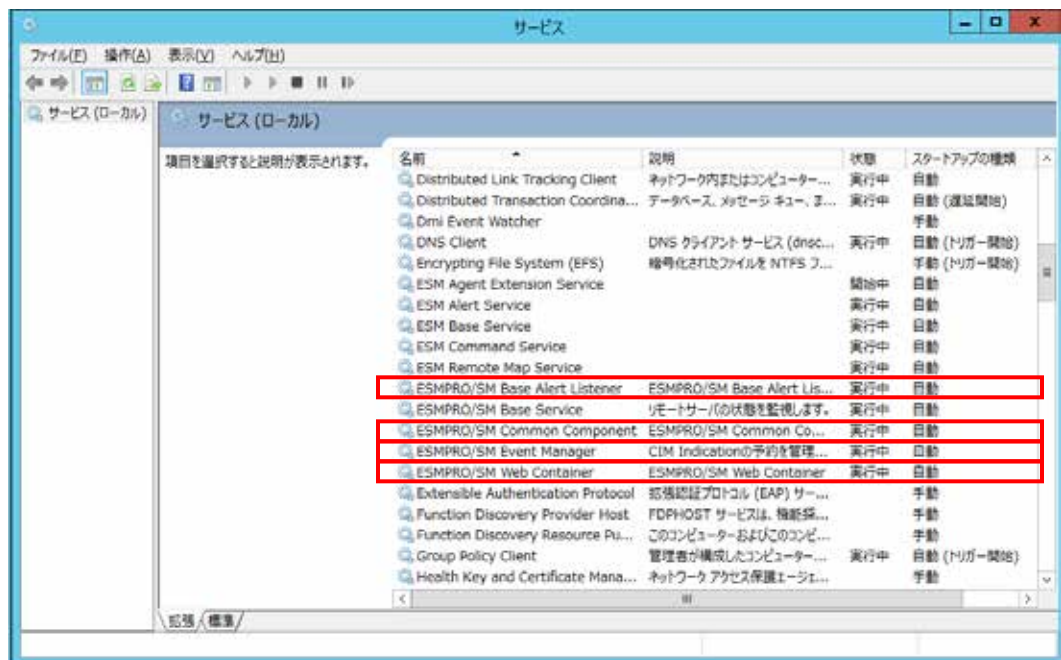 サービス
ファイル(F) 操作(A) 表示(V) ヘルプ(H)
サービス (ローカル)
サービス (ローカル)
項目を選択すると説明が表示されます。
名前 説明 状態 スタートアップの種類
Distributed Link Tracking Client ネットワーク内またはコンピューター... 実行中 自動
Distributed Transaction Coordina... データベース、メッセージ キュー、ま... 実行中 自動 (遅延開始)
Dmi Event Watcher 手動
DNS Client DNS クライアント サービス (dnsc... 実行中 自動 (トリガー開始)
Encrypting File System (EFS) 暗号化されたファイルを NTFS フ... 手動 (トリガー開始)
ESM Agent Extension Service 開始中 自動
ESM Alert Service 実行中 自動
ESM Base Service 実行中 自動
ESM Command Service 実行中 自動
ESM Remote Map Service 実行中 自動
ESMPRO/SM Base Alert Listener ESMPRO/SM Base Alert Lis... 実行中 自動
ESMPRO/SM Base Service リモートサーバの状態を監視します。 実行中 自動
ESMPRO/SM Common Component ESMPRO/SM Common Co... 実行中 自動
ESMPRO/SM Event Manager CIM Indicationの予約を管理... 実行中 自動
ESMPRO/SM Web Container ESMPRO/SM Web Container 実行中 自動
Extensible Authentication Protocol 拡張認証プロトコル (EAP) サー... 手動
Function Discovery Provider Host FDPHOST サービスは、機能探... 手動
Function Discovery Resource Pu... このコンピューターおよびこのコンピ... 手動
Group Policy Client 管理者が構成したコンピューター... 実行中 自動 (トリガー開始)
Health Key and Certificate Mana... ネットワーク アクセス保護エージェ... 手動
拡張 標準